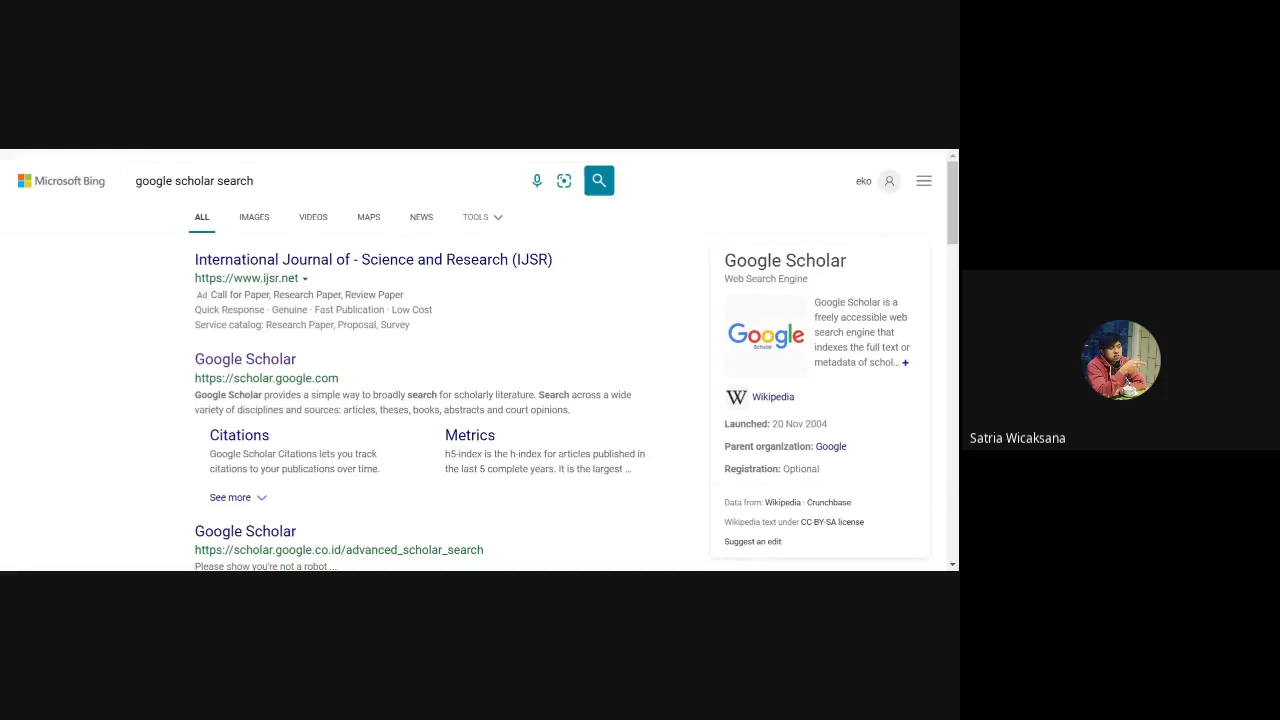 Microsoft Bing
google scholar search
eko
ALL IMAGES VIDEOS MAPS NEWS TOOLS
International Journal of - Science and Research (IJSR)
https://www.ijsr.net
Ad Call for Paper, Research Paper, Review Paper
Quick Response · Genuine · Fast Publication · Low Cost
Service catalog: Research Paper, Proposal, Survey
Google Scholar
https://scholar.google.com
Google Scholar provides a simple way to broadly search for scholarly literature. Search across a wide
variety of disciplines and sources: articles, theses, books, abstracts and court opinions.
Citations
Google Scholar Citations lets you track
citations to your publications over time.
Metrics
h5-index is the h-index for articles published in
the last 5 complete years. It is the largest ...
See more
Google Scholar
https://scholar.google.co.id/advanced_scholar_search
Please show you're not a robot ...
Google Scholar
Web Search Engine
Google
Scholar
Google Scholar is a
freely accessible web
search engine that
indexes the full text or
metadata of schol... +
W Wikipedia
Launched: 20 Nov 2004
Parent organization: Google
Registration: Optional
Data from: Wikipedia · Crunchbase
Wikipedia text under CC-BY-SA license
Suggest an edit
Satria Wicaksana